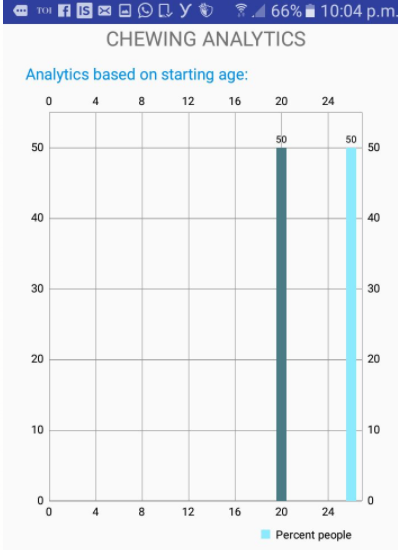 TOI IS 66% 10:04 p.m.
CHEWING ANALYTICS
Analytics based on starting age:
0 4 8 12 16 20 24
50 50
50 50
40 40
30 30
20 20
10 10
0 0
0 4 8 12 16 20 24
Percent people